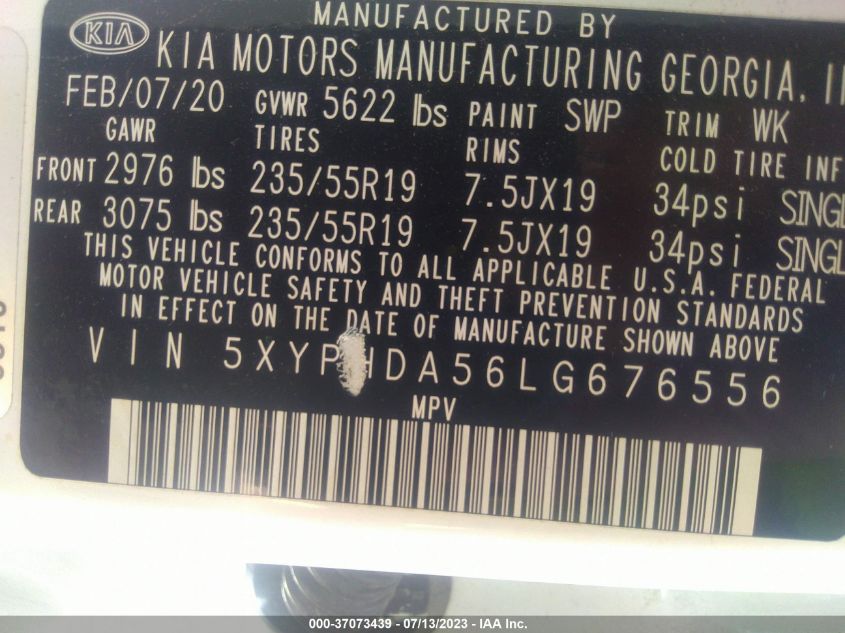 KIA
MANUFACTURED BY
KIA MOTORS MANUFACTURING GEORGIA, I
FEB/07/20 GVWR 5622 lbs PAINT SWP TRIM WK
GAWR TIRES RIMS COLD TIRE INF
FRONT 2976 lbs 235/55R19 7.5JX19 34psi SINGL
REAR 3075 lbs 235/55R19 7.5JX19 34psi SINGL
THIS VEHICLE CONFORMS TO ALL APPLICABLE U.S.A. FEDERAL
MOTOR VEHICLE SAFETY AND THEFT PREVENTION STANDARDS
IN EFFECT ON THE DATE OF MANUFACTURE SHOWN ABOVE
VIN 5XYPHDA56LG676556
MPV
000-37073439 - 07/13/2023 - IAA Inc.